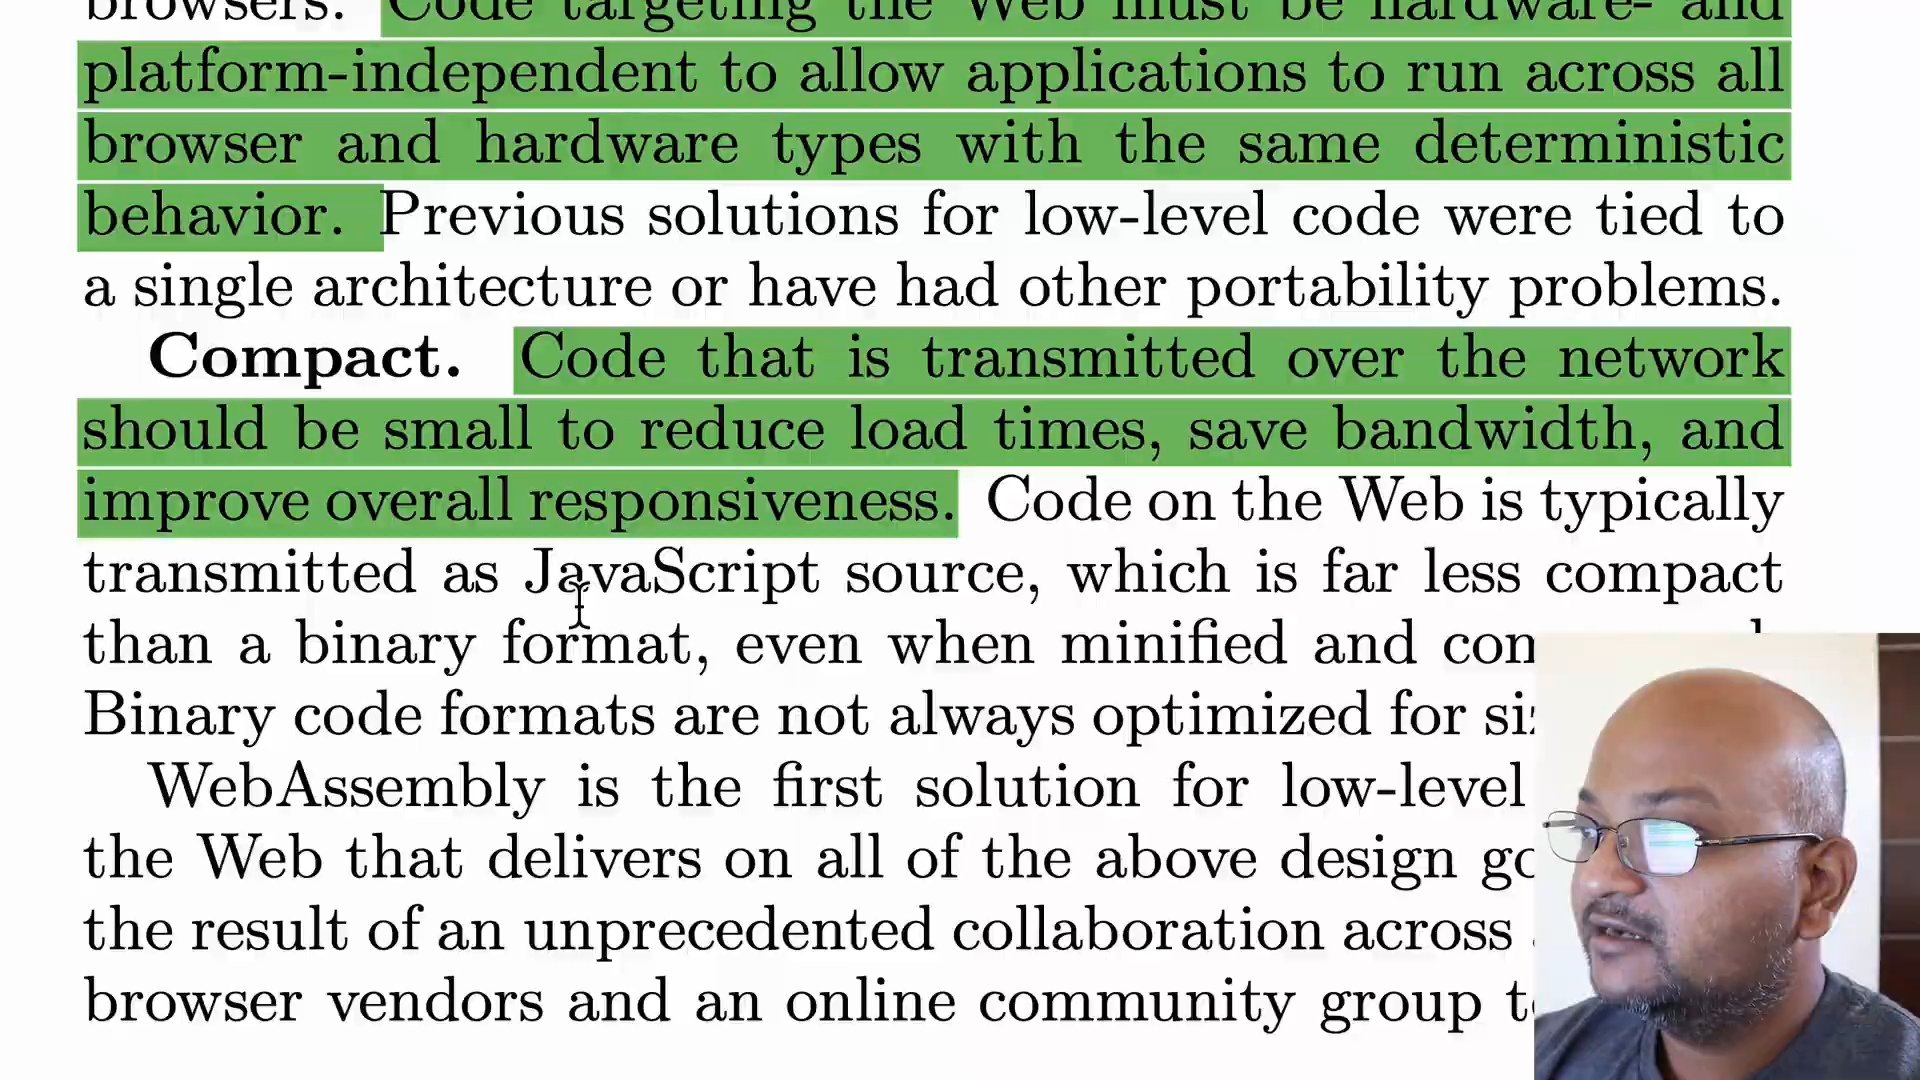 browsers. Code targeting the Web must be hardware- and
platform-independent to allow applications to run across all
browser and hardware types with the same deterministic
behavior. Previous solutions for low-level code were tied to
a single architecture or have had other portability problems.
Compact. Code that is transmitted over the network
should be small to reduce load times, save bandwidth, and
improve overall responsiveness. Code on the Web is typically
transmitted as JavaScript source, which is far less compact
than a binary format, even when minified and
Binary code formats are not always optimized for
WebAssembly is the first solution for low-level
the Web that delivers on all of the above design
the result of an unprecedented collaboration across
browser vendors and an online community group